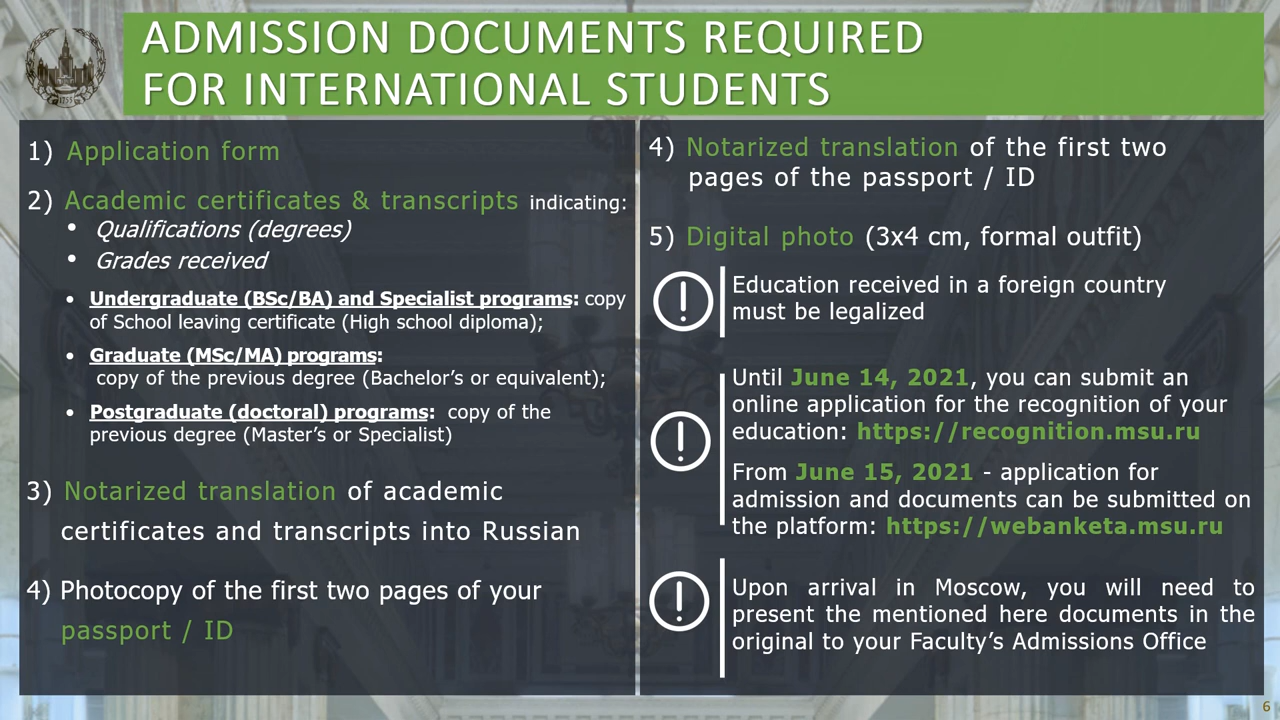 ADMISSION DOCUMENTS REQUIRED
FOR INTERNATIONAL STUDENTS
1755
1) Application form
2) Academic certificates & transcripts indicating:
• Qualifications (degrees)
• Grades received
• Undergraduate (BSc/BA) and Specialist programs: copy
of School leaving certificate (High school diploma);
• Graduate (MSc/MA) programs:
copy of the previous degree (Bachelor's or equivalent);
• Postgraduate (doctoral) programs: copy of the
previous degree (Master's or Specialist)
3) Notarized translation of academic
certificates and transcripts into Russian
4) Photocopy of the first two pages of your
passport / ID
4) Notarized translation of the first two
pages of the passport / ID
5) Digital photo (3x4 cm, formal outfit)
Education received in a foreign country
must be legalized
Until June 14, 2021, you can submit an
online application for the recognition of your
education: https://recognition.msu.ru
From June 15, 2021 - application for
admission and documents can be submitted on
the platform: https://webanketa.msu.ru
Upon arrival in Moscow, you will need to
present the mentioned here documents in the
original to your Faculty's Admissions Office
6